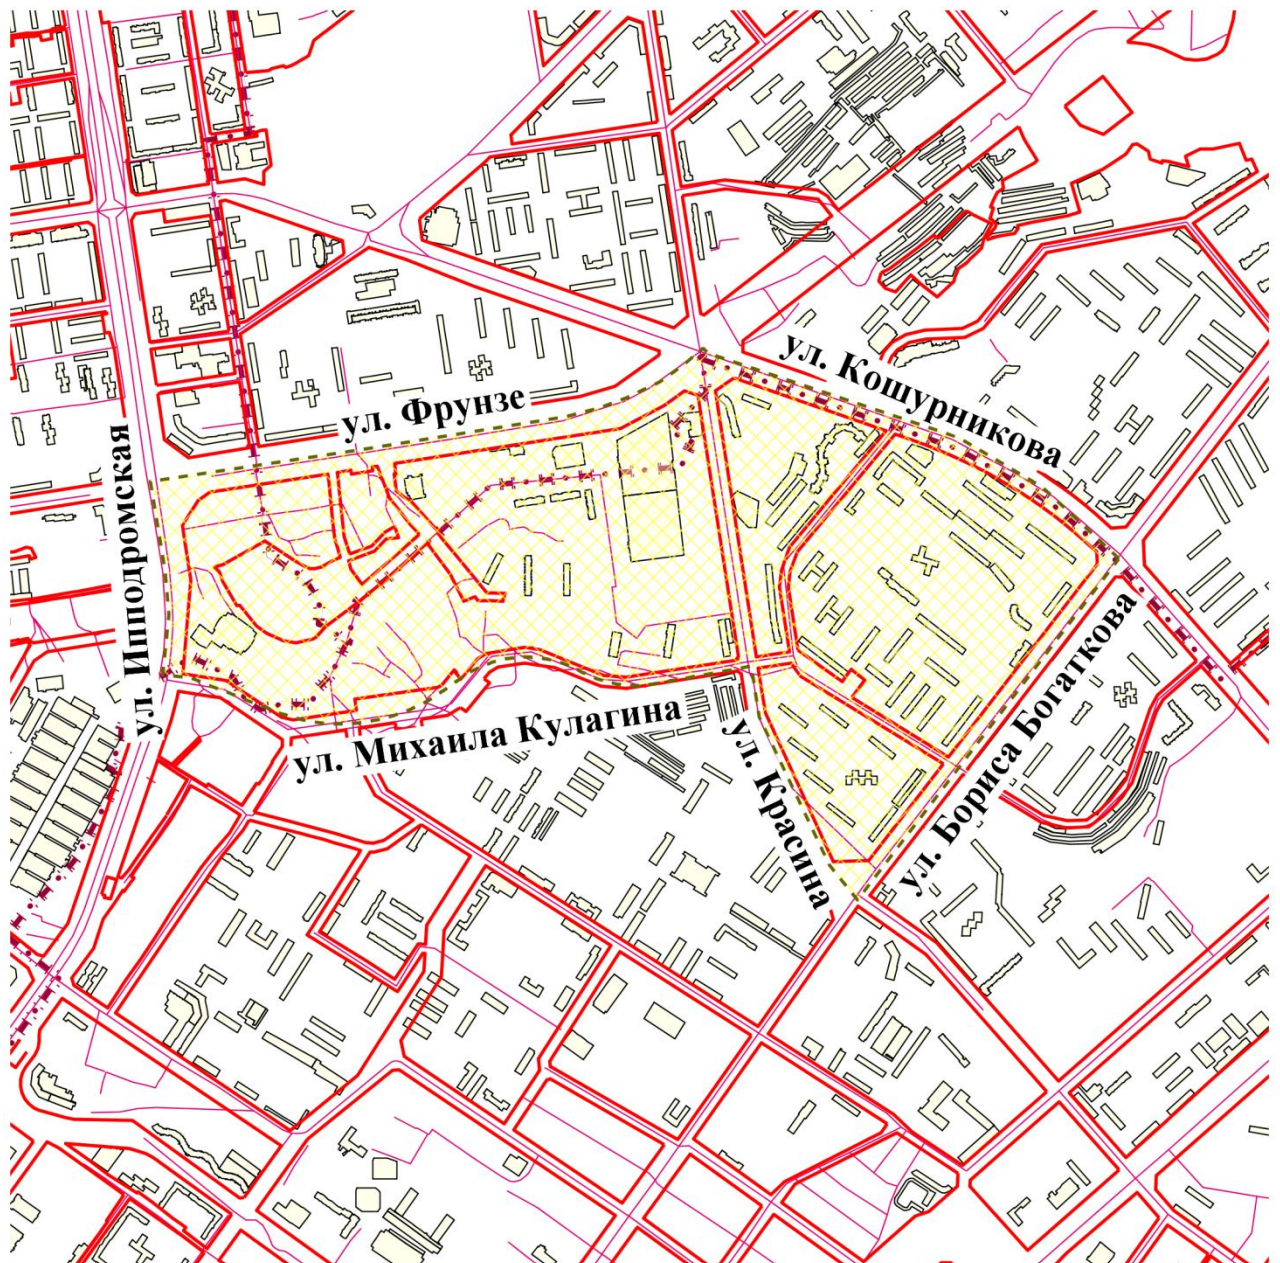 ул. Кошурникова
ул. Фрунзе
ул. Ипподромская
ул. Бориса Богаткова
ул. Михаила Кулагина
ул. Красина